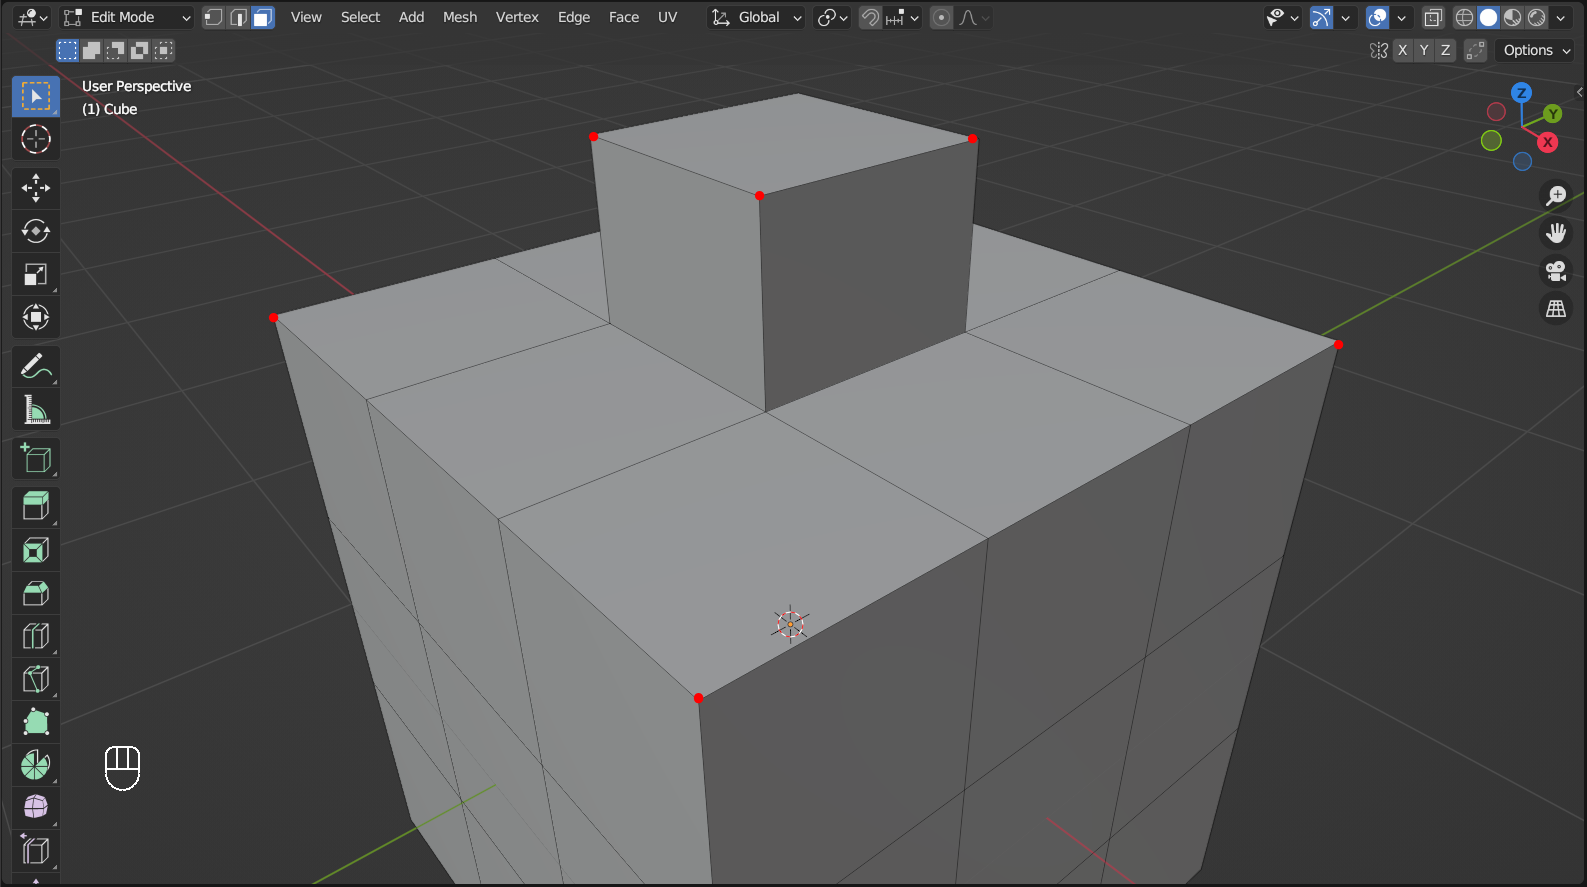 Edit Mode View Select Add Mesh Vertex Edge Face UV Global
X Y Z Options
User Perspective
(1) Cube
Z
Y
X